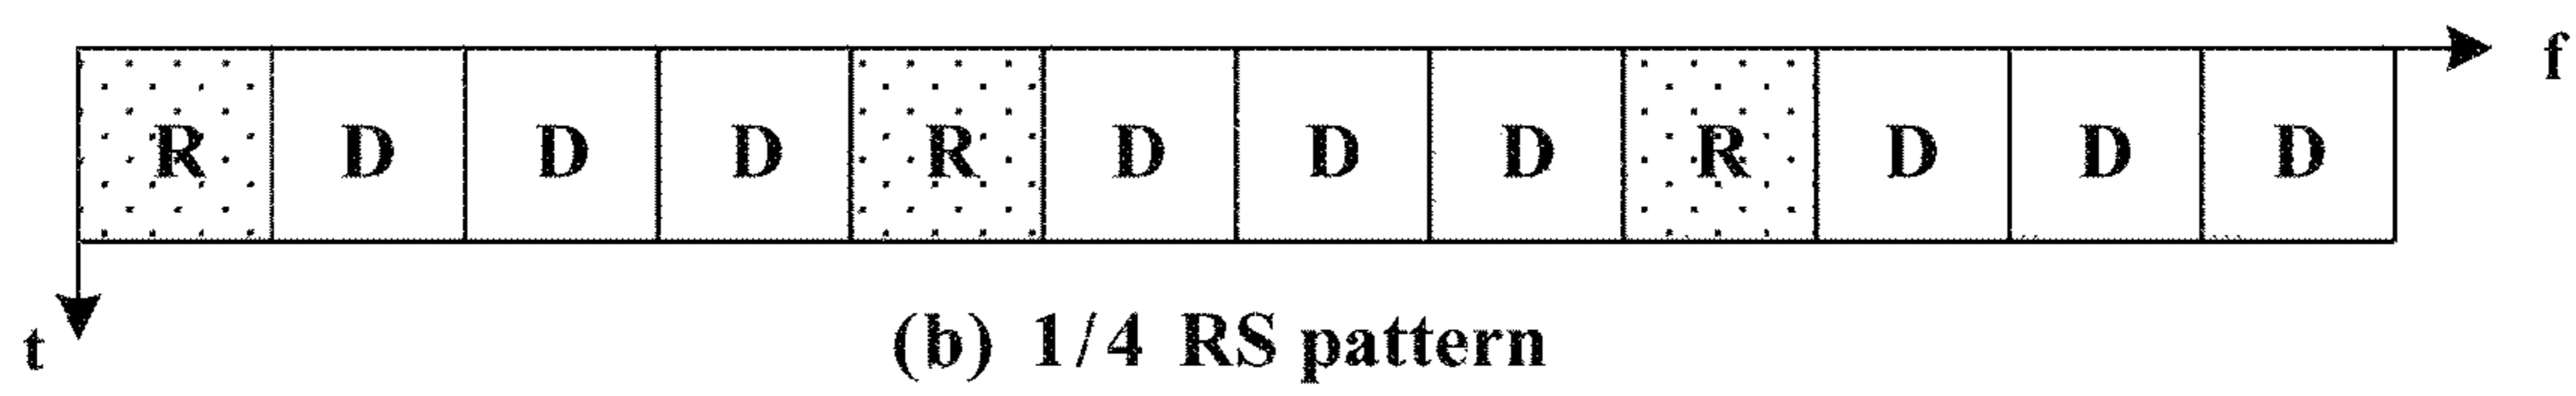 f
R D D D R D D D R D D D
t
(b) 1/4 RS pattern